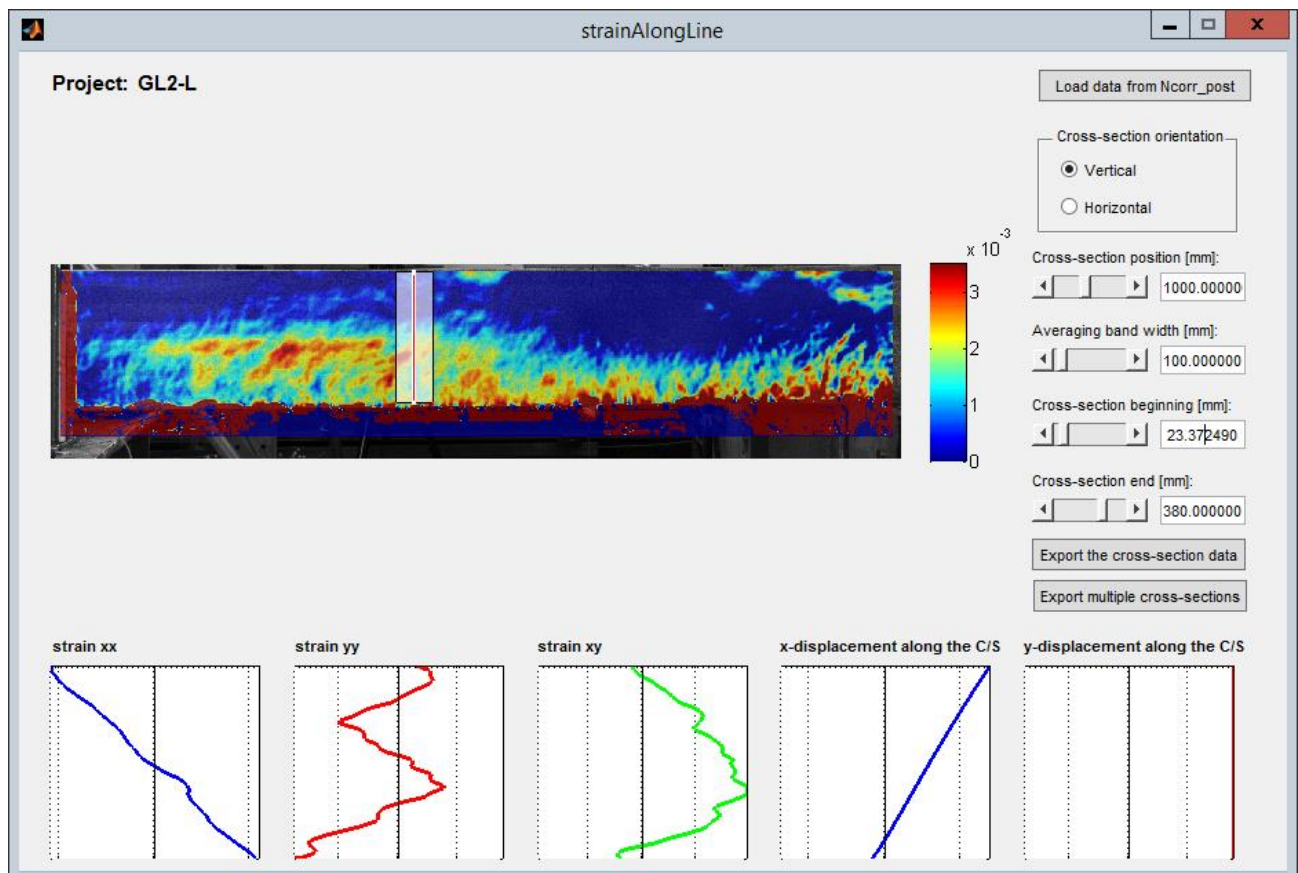 strainAlongLine
Project: GL2-L
Load data from Ncorr_post
Cross-section orientation
Vertical
Horizontal
x 10
-3
3
2
1
0
Cross-section position [mm]:
1000.00000
Averaging band width [mm]:
100.000000
Cross-section beginning [mm]:
23.372490
Cross-section end [mm]:
380.000000
Export the cross-section data
Export multiple cross-sections
strain xx
strain yy
strain xy
x-displacement along the C/S
y-displacement along the C/S